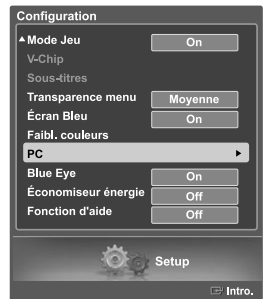 Configuration
Mode Jeu On
V-Chip
Sous-titres
Transparence menu Moyenne
Écran Bleu On
Faibl. couleurs
PC
Blue Eye On
Économiseur énergie Off
Fonction d'aide Off
Setup
Intro.